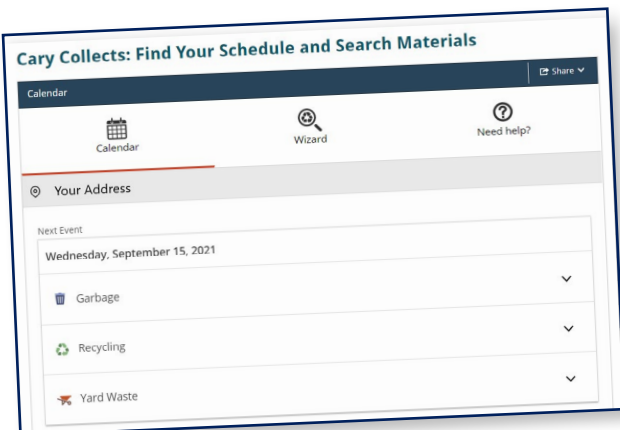 Cary Collects: Find Your Schedule and Search Materials
Calendar
Share
Calendar
Wizard
Need help?
Your Address
Next Event
Wednesday, September 15, 2021
Garbage
Recycling
Yard Waste